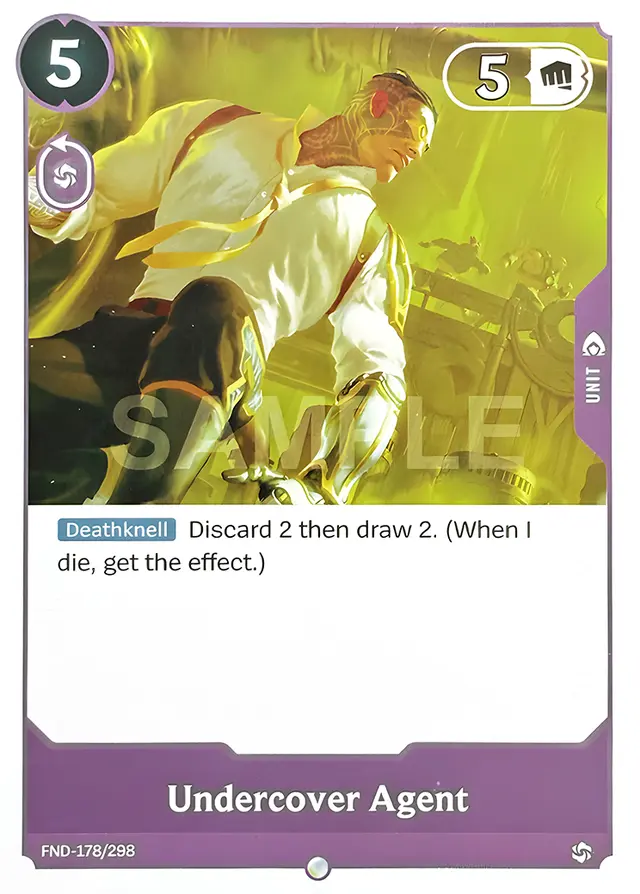 5
5
UNIT
SAMPLE
Deathknell Discard 2 then draw 2. (When I
die, get the effect.)
Undercover Agent
FND-178/298